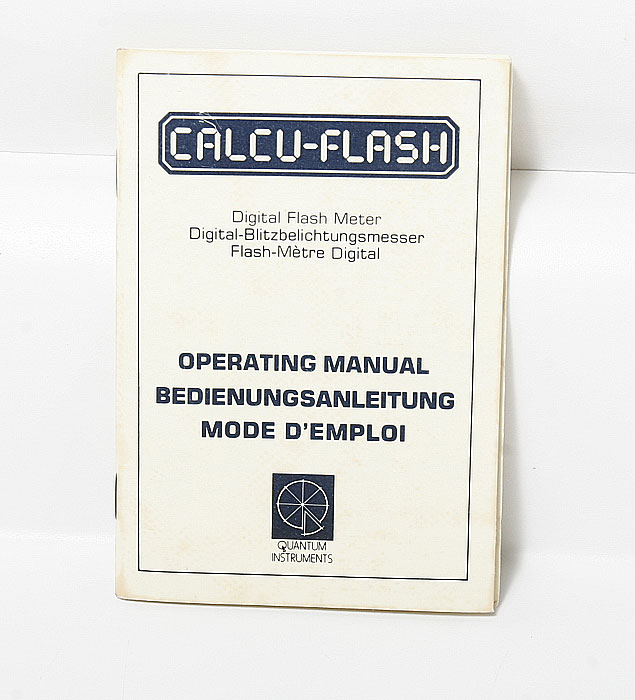 CALCU-FLASH
Digital Flash Meter
Digital-Blitzbelichtungsmesser
Flash-Mètre Digital
OPERATING MANUAL
BEDIENUNGSANLEITUNG
MODE D'EMPLOI
QUANTUM
INSTRUMENTS